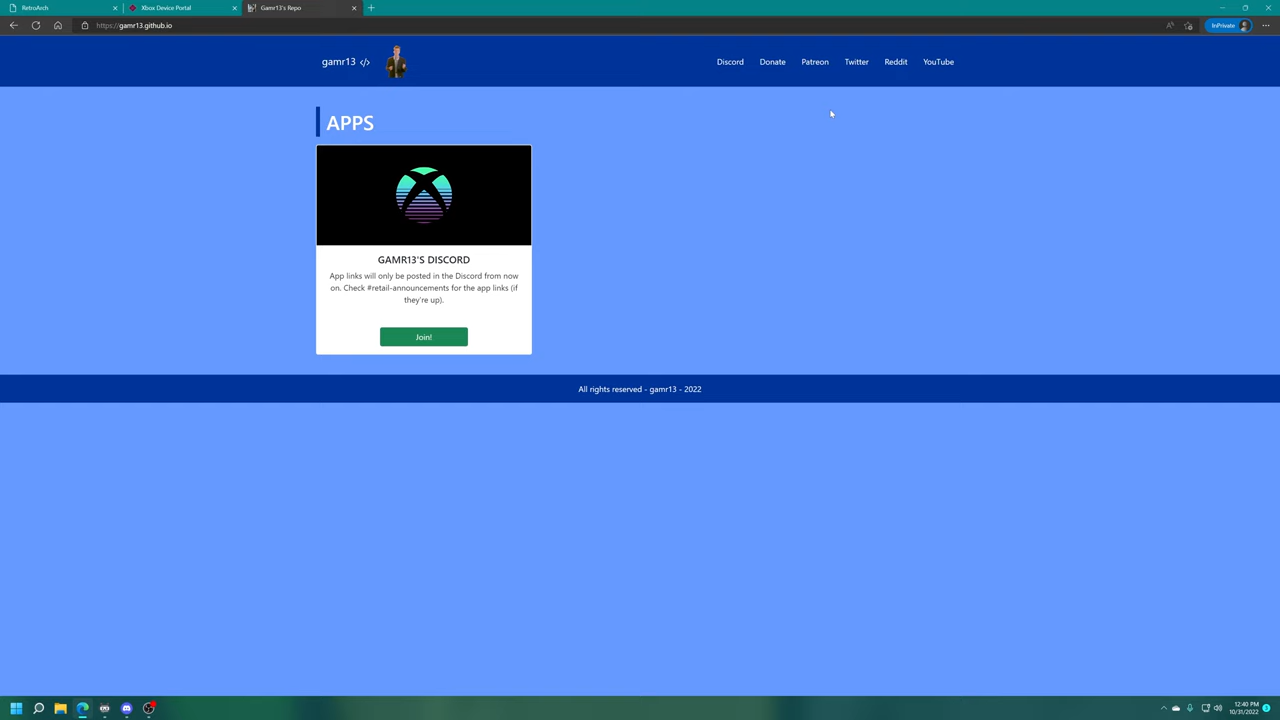 RetroArch
Xbox Device Portal
Gamr13's Repo
https://gamr13.github.io
InPrivate
gamr13 </>
Discord
Donate
Patreon
Twitter
Reddit
YouTube
APPS
GAMR13'S DISCORD
App links will only be posted in the Discord from now
on. Check #retail-announcements for the app links (if
they're up).
Join!
All rights reserved - gamr13 - 2022
12:40 PM
10/31/2022